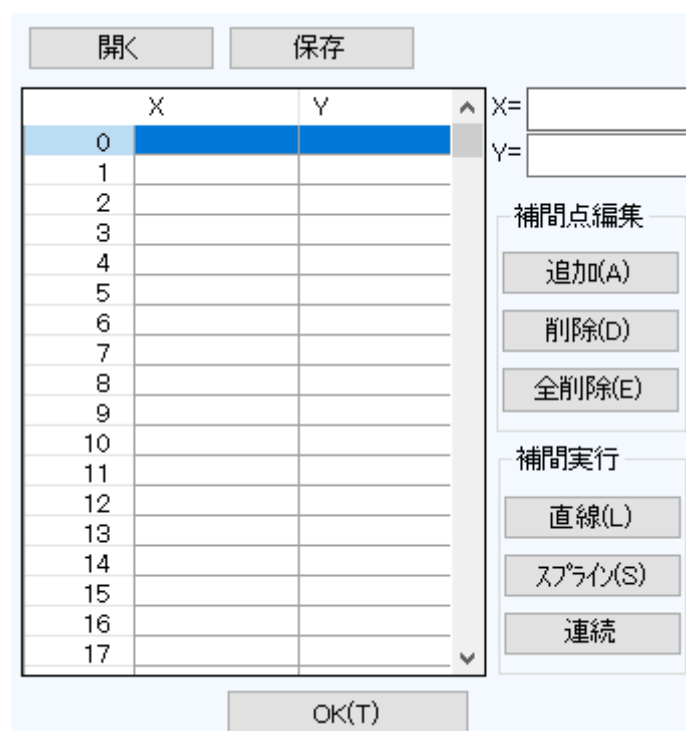 開く 保存
X Y X=
0 Y=
1
2 補間点編集
3
4 追加(A)
5
6 削除(D)
7
8 全削除(E)
9
10 補間実行
11
12 直線(L)
13
14 スプライン(S)
15
16 連続
17
OK(T)